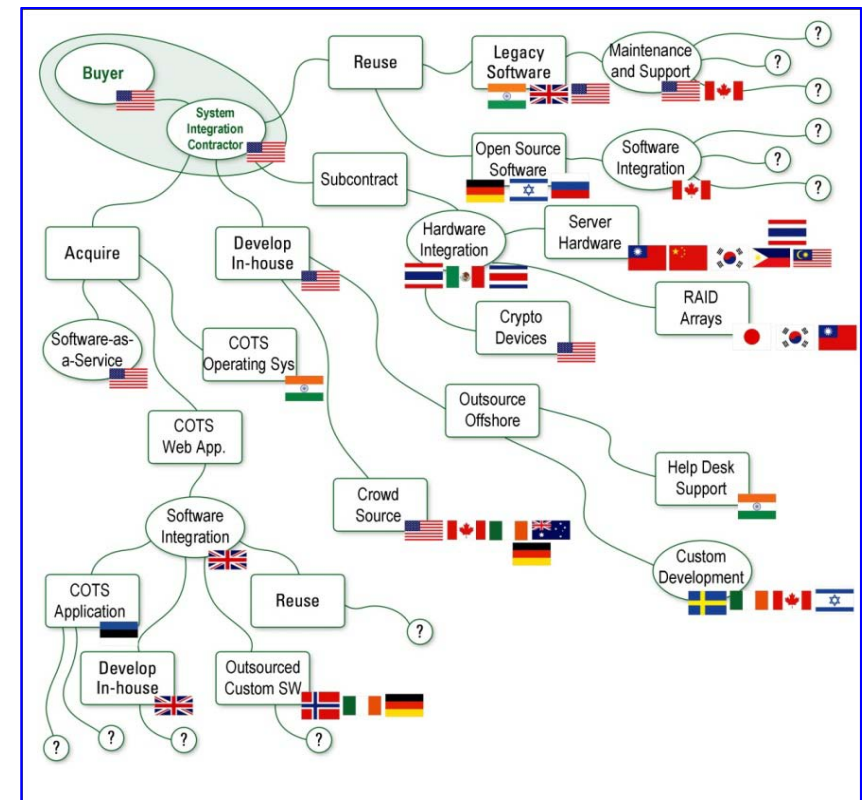 Buyer
System
Integration
Contractor
Reuse
Legacy
Software
Maintenance
and Support
?
?
?
Subcontract
Open Source
Software
Software
Integration
?
?
?
Acquire
Develop
In-house
Hardware
Integration
Server
Hardware
RAID
Arrays
Crypto
Devices
Software-as-
a-Service
COTS
Operating Sys
COTS
Web App.
Outsource
Offshore
Help Desk
Support
Crowd
Source
Software
Integration
Custom
Development
COTS
Application
Reuse
?
Develop
In-house
Outsourced
Custom SW
?
?
?
?